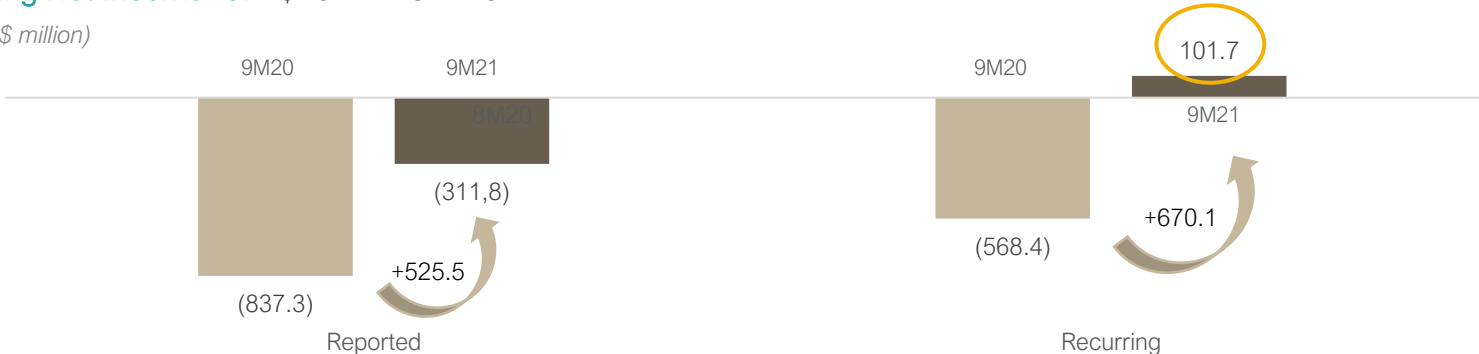 $ million)
9M20 9M21 9M20 101.7
8M20 9M21
(311,8)
+670.1
(568.4)
+525.5
(837.3)
Reported Recurring